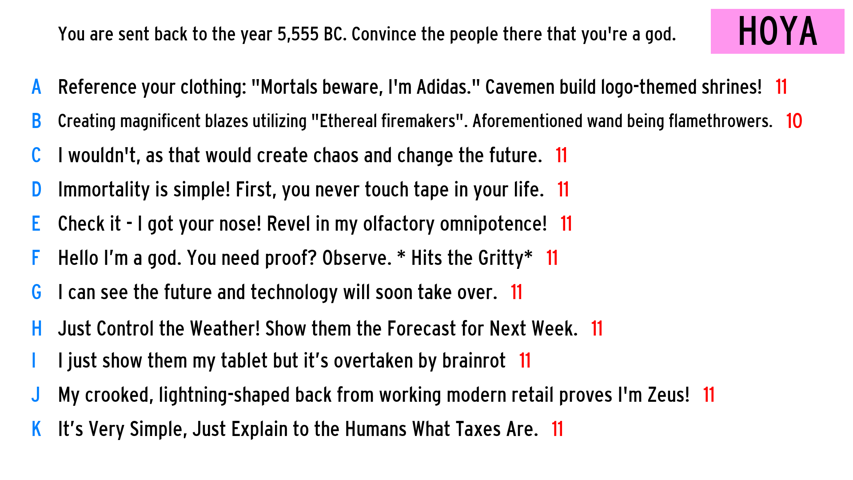 You are sent back to the year 5,555 BC. Convince the people there that you're a god.
HOYA
A Reference your clothing: "Mortals beware, I'm Adidas." Cavemen build logo-themed shrines! 11
B Creating magnificent blazes utilizing "Ethereal firemakers". Aforementioned wand being flamethrowers. 10
C I wouldn't, as that would create chaos and change the future. 11
D Immortality is simple! First, you never touch tape in your life. 11
E Check it - I got your nose! Revel in my olfactory omnipotence! 11
F Hello I’m a god. You need proof? Observe. * Hits the Gritty* 11
G I can see the future and technology will soon take over. 11
H Just Control the Weather! Show them the Forecast for Next Week. 11
I I just show them my tablet but it’s overtaken by brainrot 11
J My crooked, lightning-shaped back from working modern retail proves I'm Zeus! 11
K It’s Very Simple, Just Explain to the Humans What Taxes Are. 11